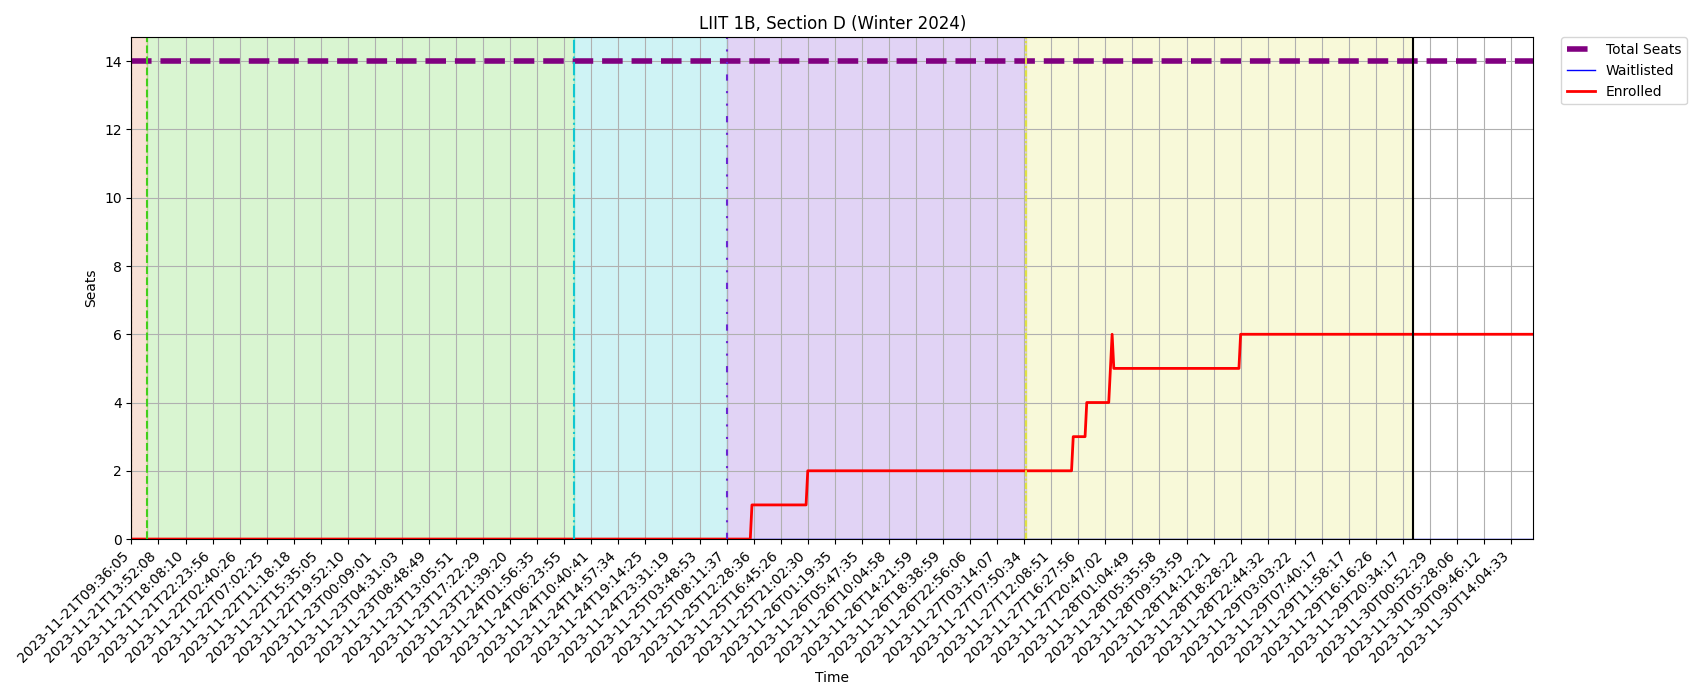 LIIT 1B, Section D (Winter 2024)
Total Seats
Waitlisted
Enrolled
Seats
14
12
10
8
6
4
2
0
2023-11-21T09:36:05
2023-11-21T13:52:08
2023-11-21T18:08:10
2023-11-21T22:23:56
2023-11-22T02:40:26
2023-11-22T07:02:25
2023-11-22T11:18:18
2023-11-22T15:35:05
2023-11-22T19:52:10
2023-11-23T00:09:01
2023-11-23T04:31:03
2023-11-23T08:48:49
2023-11-23T13:05:51
2023-11-23T17:22:29
2023-11-23T21:39:20
2023-11-24T01:56:35
2023-11-24T06:23:55
2023-11-24T10:40:41
2023-11-24T14:57:34
2023-11-24T19:14:25
2023-11-24T23:31:19
2023-11-25T03:48:53
2023-11-25T08:11:37
2023-11-25T12:28:36
2023-11-25T16:45:26
2023-11-25T21:02:30
2023-11-26T01:19:35
2023-11-26T05:47:35
2023-11-26T10:04:58
2023-11-26T14:21:59
2023-11-26T18:38:59
2023-11-26T22:56:06
2023-11-27T03:14:07
2023-11-27T07:50:34
2023-11-27T12:08:51
2023-11-27T16:27:56
2023-11-27T20:47:02
2023-11-28T01:04:49
2023-11-28T05:35:58
2023-11-28T09:53:59
2023-11-28T14:12:21
2023-11-28T18:28:22
2023-11-28T22:44:32
2023-11-29T03:03:22
2023-11-29T07:40:17
2023-11-29T11:58:17
2023-11-29T16:16:26
2023-11-29T20:34:17
2023-11-30T00:52:29
2023-11-30T05:28:06
2023-11-30T09:46:12
2023-11-30T14:04:33
Time